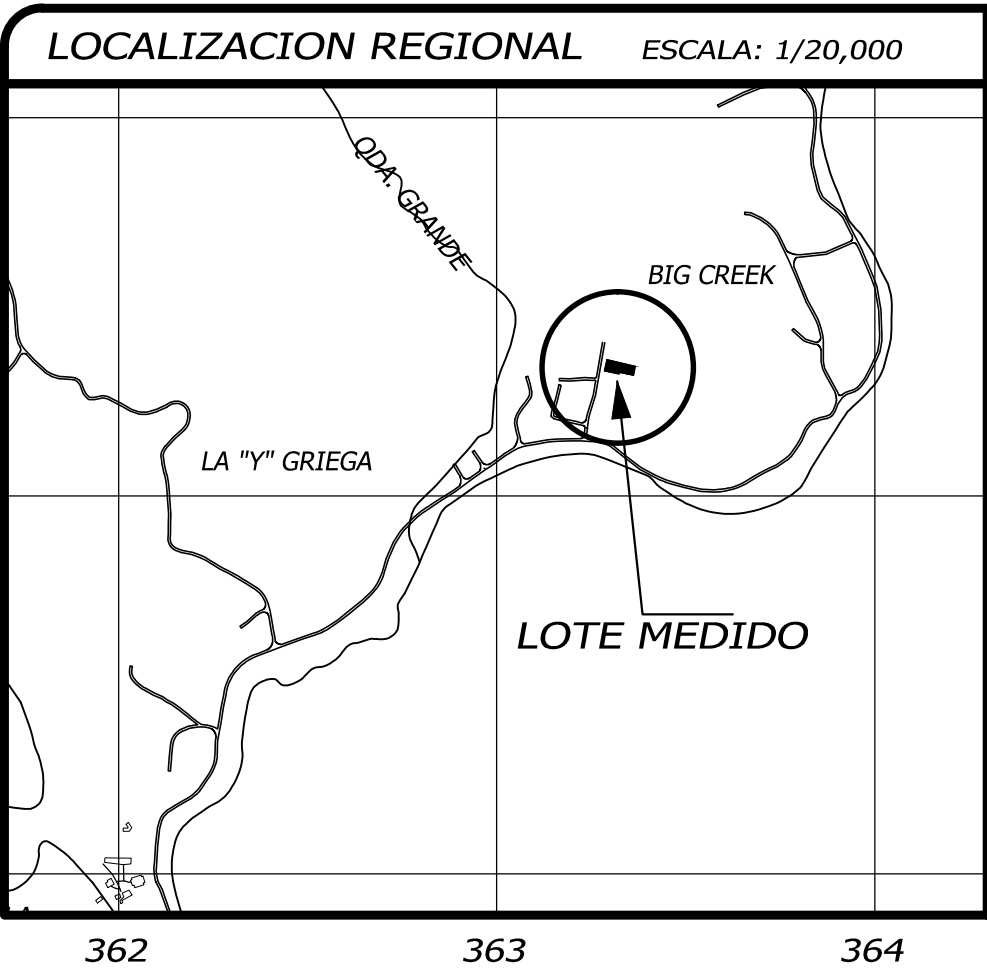 LOCALIZACION REGIONAL ESCALA: 1/20,000
QDA. GRANDE
BIG CREEK
LA "Y" GRIEGA
LOTE MEDIDO
362 363 364